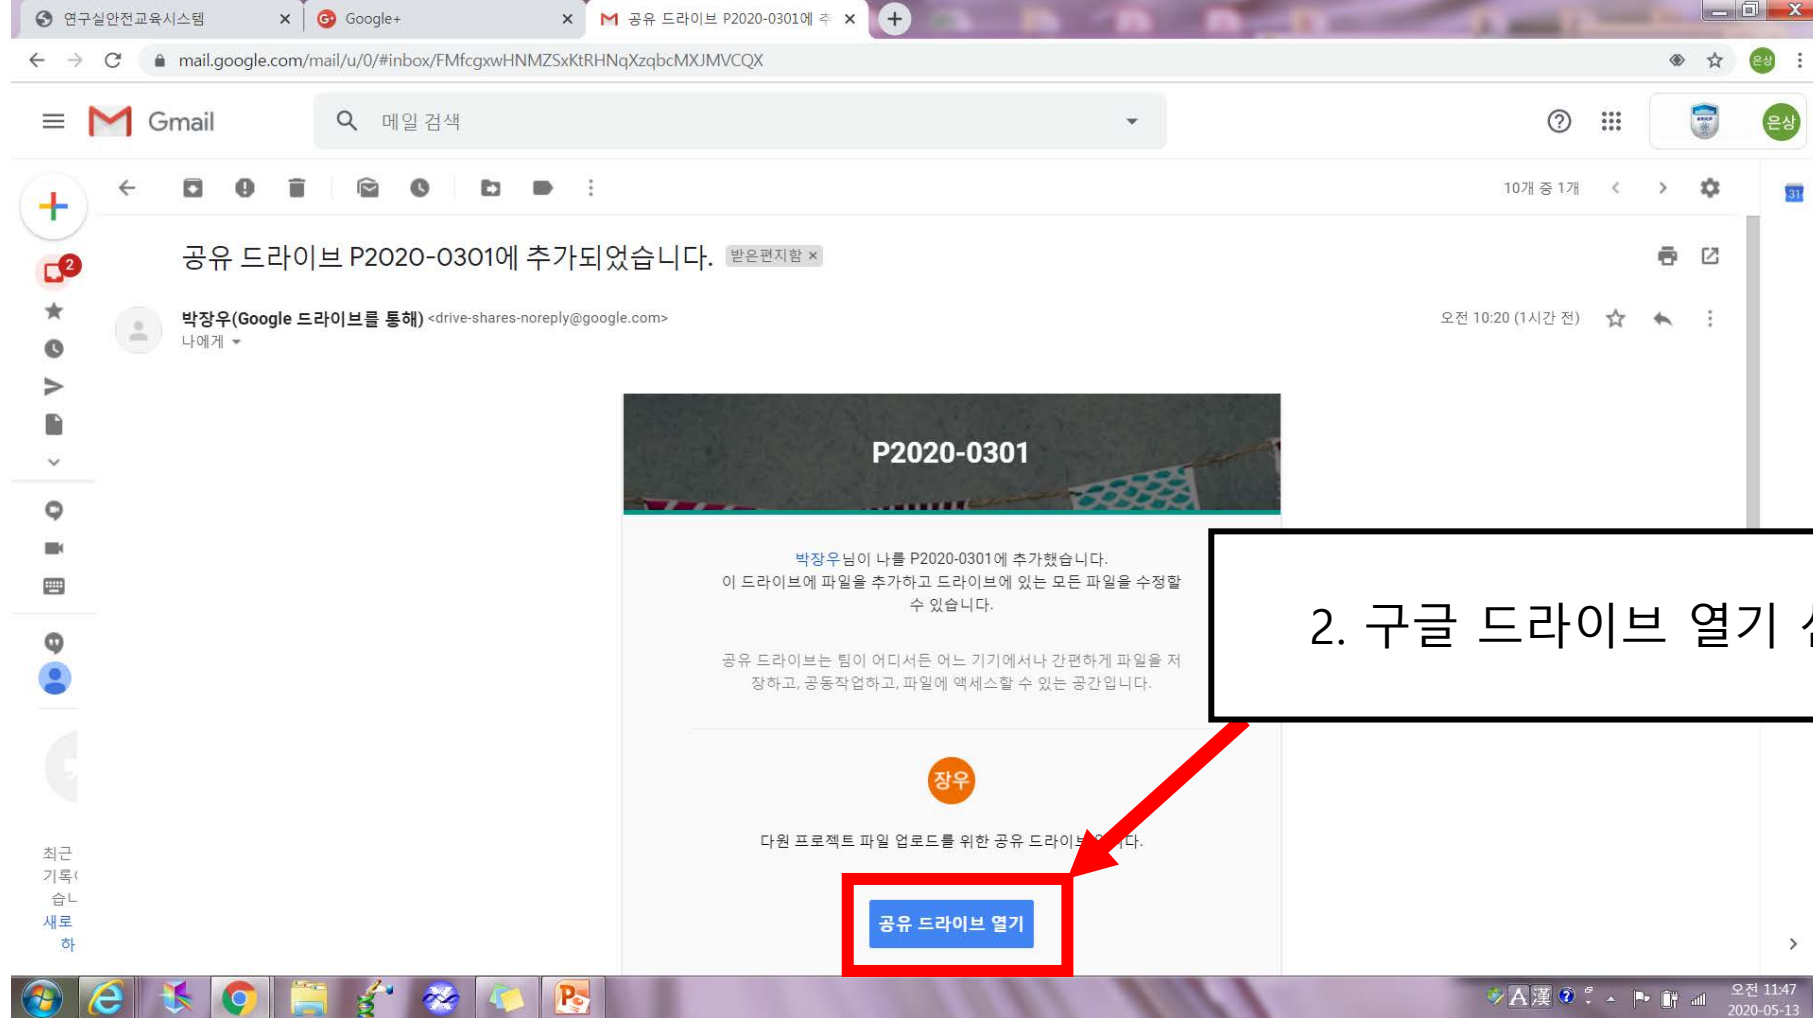 연구실안전교육시스템
Google+
공유 드라이브 P2020-0301에
mail.google.com/mail/u/0/#inbox/FMfcgxwHNMZSxKtRHNqXzqbcMXJMVCQX
은상
Gmail
메일 검색
은상
10개 중 1개
31
공유 드라이브 P2020-0301에 추가되었습니다.
받은편지함 ×
2
박장우(Google 드라이브를 통해) <drive-shares-noreply@google.com>
오전 10:20 (1시간 전)
나에게
P2020-0301
박장우님이 나를 P2020-0301에 추가했습니다.
이 드라이브에 파일을 추가하고 드라이브에 있는 모든 파일을 수정할
수 있습니다.
2. 구글 드라이브 열기
공유 드라이브는 팀이 어디서든 어느 기기에서나 간편하게 파일을 저
장하고, 공동작업하고, 파일에 액세스할 수 있는 공간입니다.
장우
다원 프로젝트 파일 업로드를 위한 공유
공유 드라이브 열기
최근
새로
하
A 漢
오전 11:47
2020-05-13